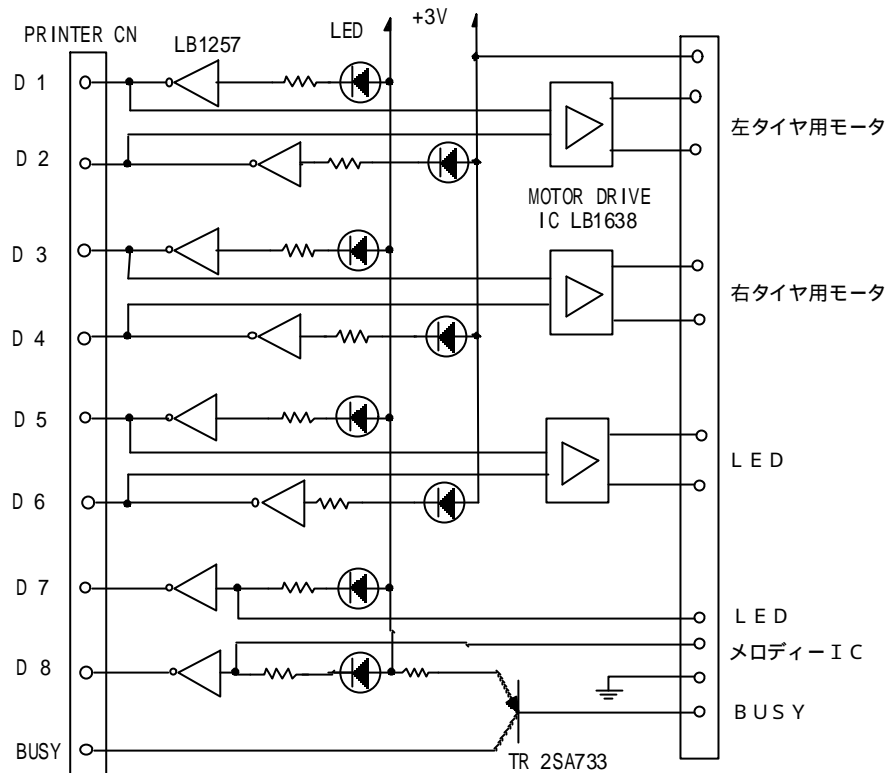 PRINTER CN
LB1257
LED
+3V
D 1
左タイヤ用モータ
D 2
MOTOR DRIVE
IC LB1638
D 3
右タイヤ用モータ
D 4
D 5
ＬＥＤ
D 6
D 7
ＬＥＤ
D 8
メロディーＩＣ
ＢＵＳＹ
BUSY
TR 2SA733